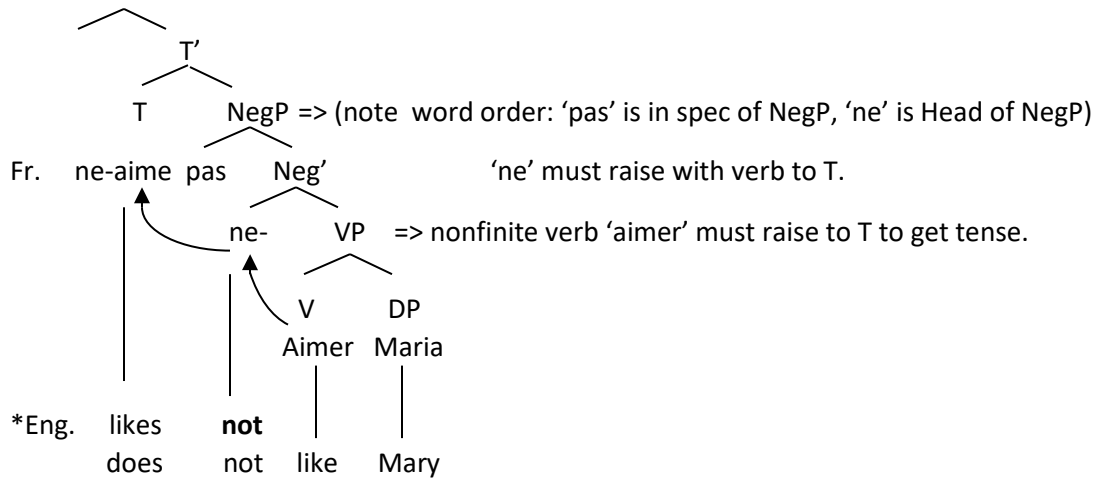 T’
T NegP => (note word order: ‘pas’ is in spec of NegP, ‘ne’ is Head of NegP)
Fr. ne-aime pas Neg’ ‘ne’ must raise with verb to T.
ne- VP => nonfinite verb ‘aimer’ must raise to T to get tense.
V DP
Aimer Maria
*Eng. likes not
does not like Mary